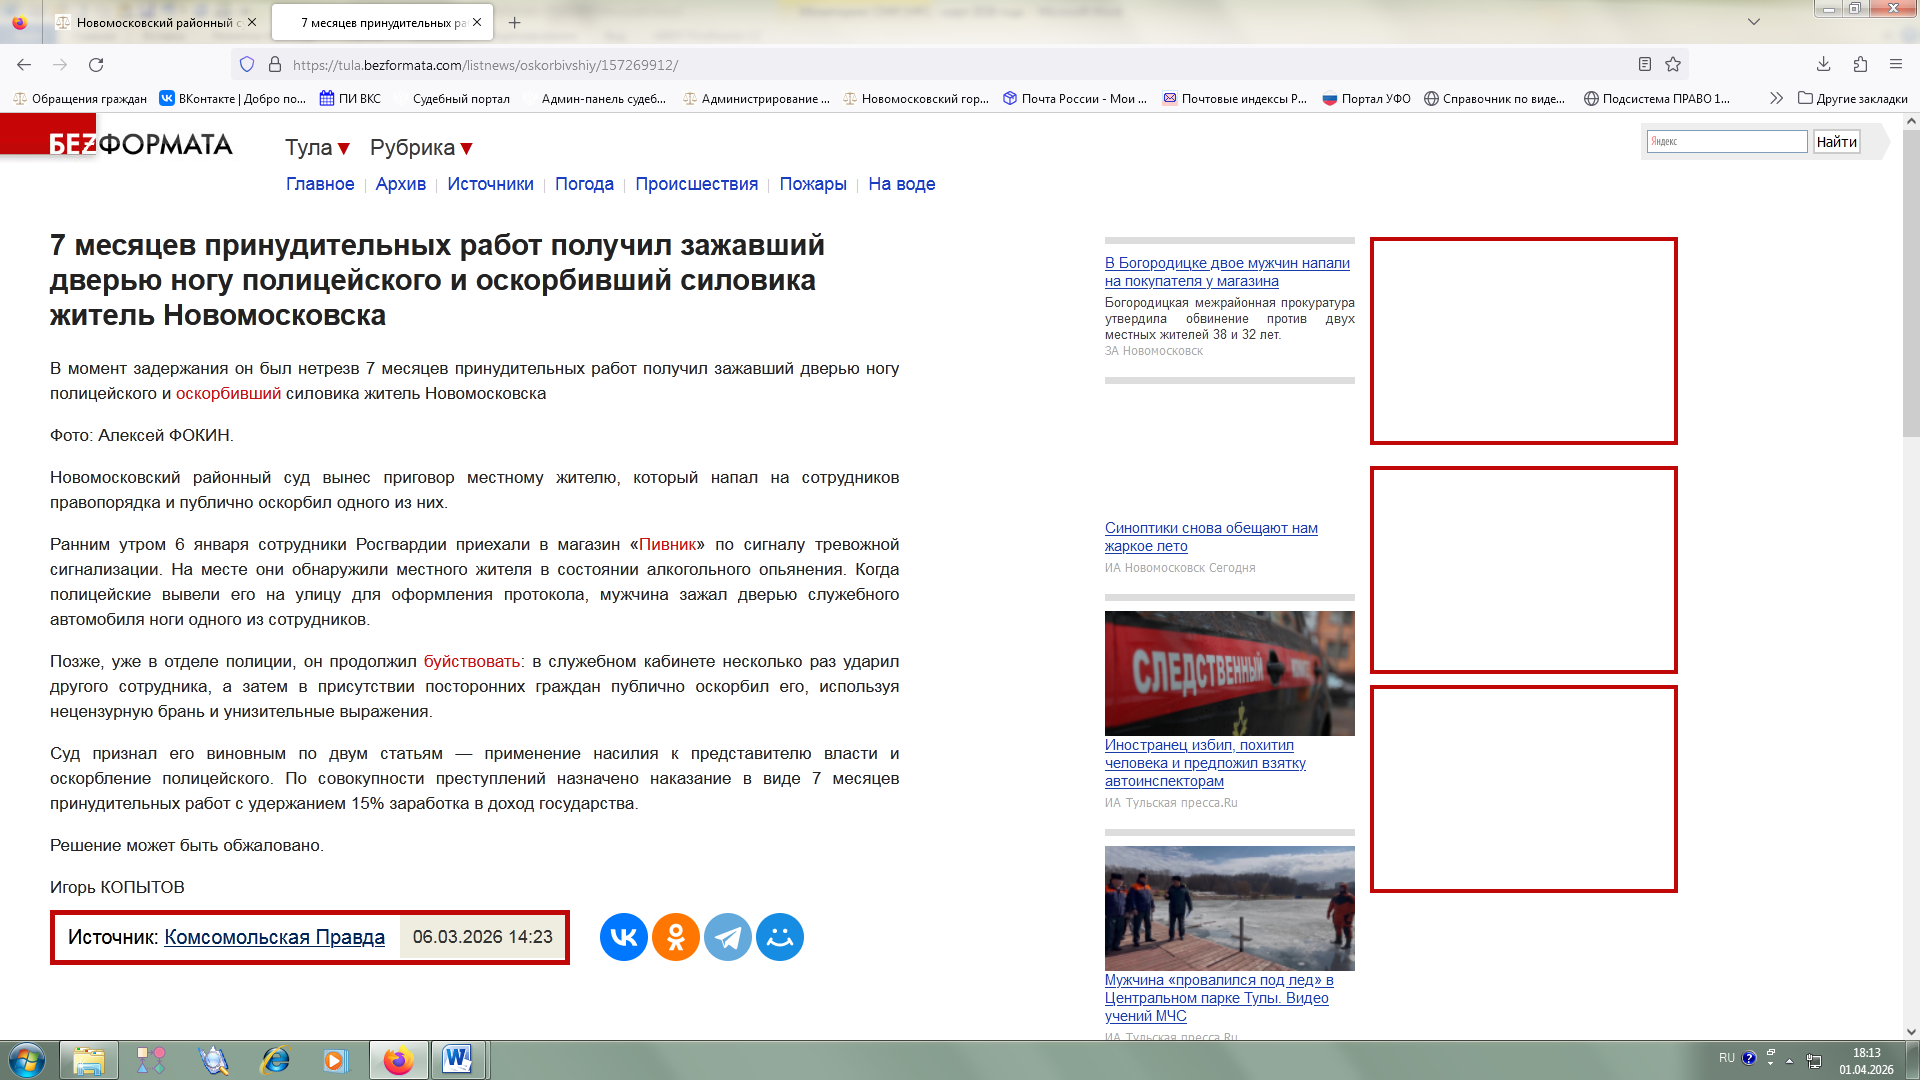 Новомосковский районный с
7 месяцев принудительных ра
https://tula.bezformata.com/listnews/oskorbivshiy/157269912/
Обращения граждан
ВКонтакте | Добро по...
ПИ ВКС
Судебный портал
Админ-панель судеб...
Администрирование ...
Новомосковский гор...
Почта России - Мои ...
Почтовые индексы Р...
Портал УФО
Справочник по виде...
Подсистема ПРАВО 1...
Другие закладки
БЕZФОРМАТА
Тула▼ Рубрика▼
Яндекс
Найти
Главное | Архив | Источники | Погода | Происшествия | Пожары | На воде
7 месяцев принудительных работ получил зажавший
дверью ногу полицейского и оскорбивший силовика
житель Новомосковска
В момент задержания он был нетрезв 7 месяцев принудительных работ получил зажавший дверью ногу
полицейского и оскорбивший силовика житель Новомосковска
Фото: Алексей ФОКИН.
Новомосковский районный суд вынес приговор местному жителю, который напал на сотрудников
правопорядка и публично оскорбил одного из них.
Ранним утром 6 января сотрудники Росгвардии приехали в магазин «Пивник» по сигналу тревожной
сигнализации. На месте они обнаружили местного жителя в состоянии алкогольного опьянения. Когда
полицейские вывели его на улицу для оформления протокола, мужчина зажал дверью служебного
автомобиля ноги одного из сотрудников.
Позже, уже в отделе полиции, он продолжил буйствовать: в служебном кабинете несколько раз ударил
другого сотрудника, а затем в присутствии посторонних граждан публично оскорбил его, используя
нецензурную брань и унизительные выражения.
Суд признал его виновным по двум статьям — применение насилия к представителю власти и
оскорбление полицейского. По совокупности преступлений назначено наказание в виде 7 месяцев
принудительных работ с удержанием 15% заработка в доход государства.
Решение может быть обжаловано.
Игорь КОПЫТОВ
Источник: Комсомольская Правда 06.03.2026 14:23
В Богородицке двое мужчин напали
на покупателя у магазина
Богородицкая межрайонная прокуратура
утвердила обвинение против двух
местных жителей 38 и 32 лет.
ЗА Новомосковск
Синоптики снова обещают нам
жаркое лето
ИА Новомосковск Сегодня
СЛЕДСТВЕННЫЙ
Иностранец избил, похитил
человека и предложил взятку
автоинспекторам
ИА Тульская пресса.Ru
Мужчина «провалился под лед» в
Центральном парке Тулы. Видео
учений МЧС
ИА Тульская пресса.Ru
RU
18:13
01.04.2026